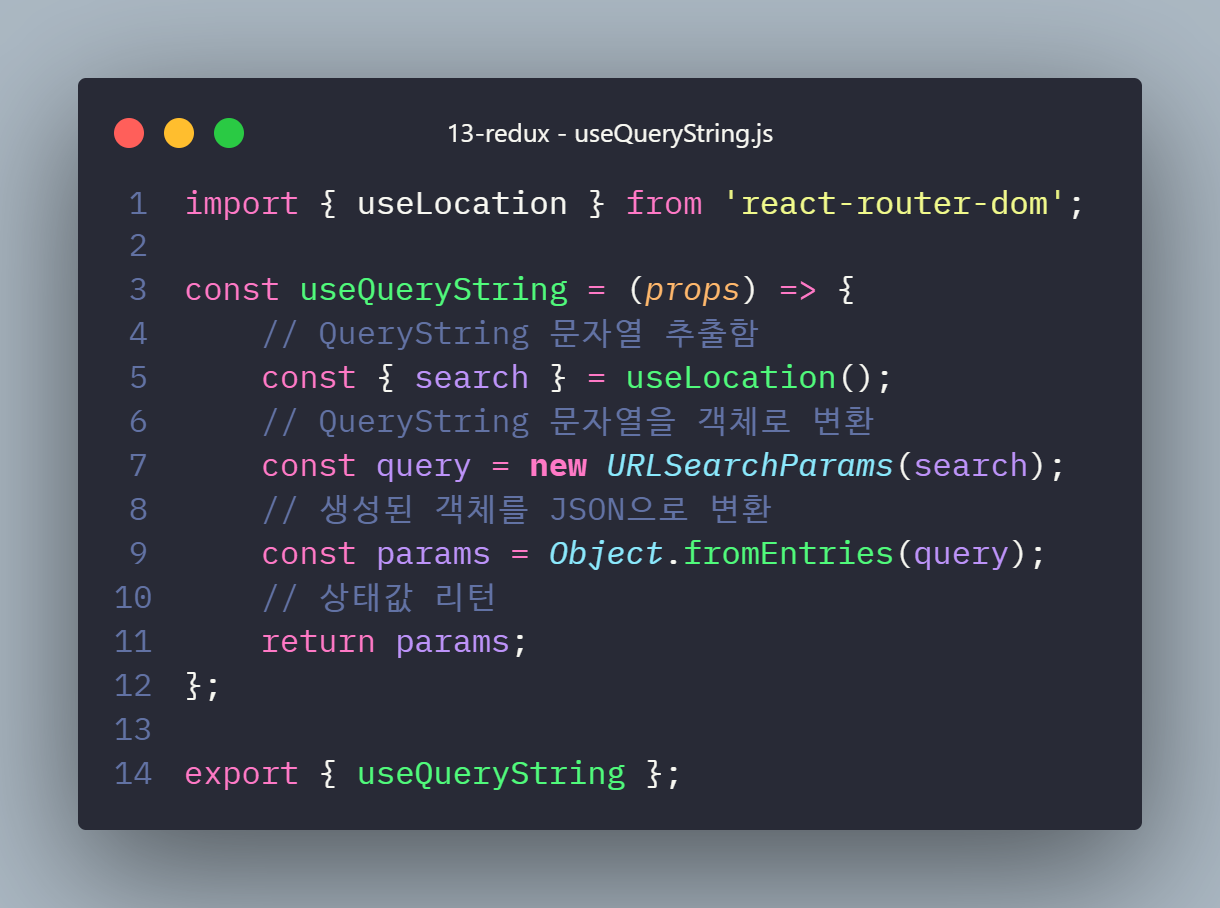 13-redux - useQueryString.js
1 import { useLocation } from 'react-router-dom';
2
3 const useQueryString = (props) => {
4     // QueryString 문자열 추출함
5     const { search } = useLocation();
6     // QueryString 문자열을 객체로 변환
7     const query = new URLSearchParams(search);
8     // 생성된 객체를 JSON으로 변환
9     const params = Object.fromEntries(query);
10     // 상태값 리턴
11     return params;
12 };
13
14 export { useQueryString };